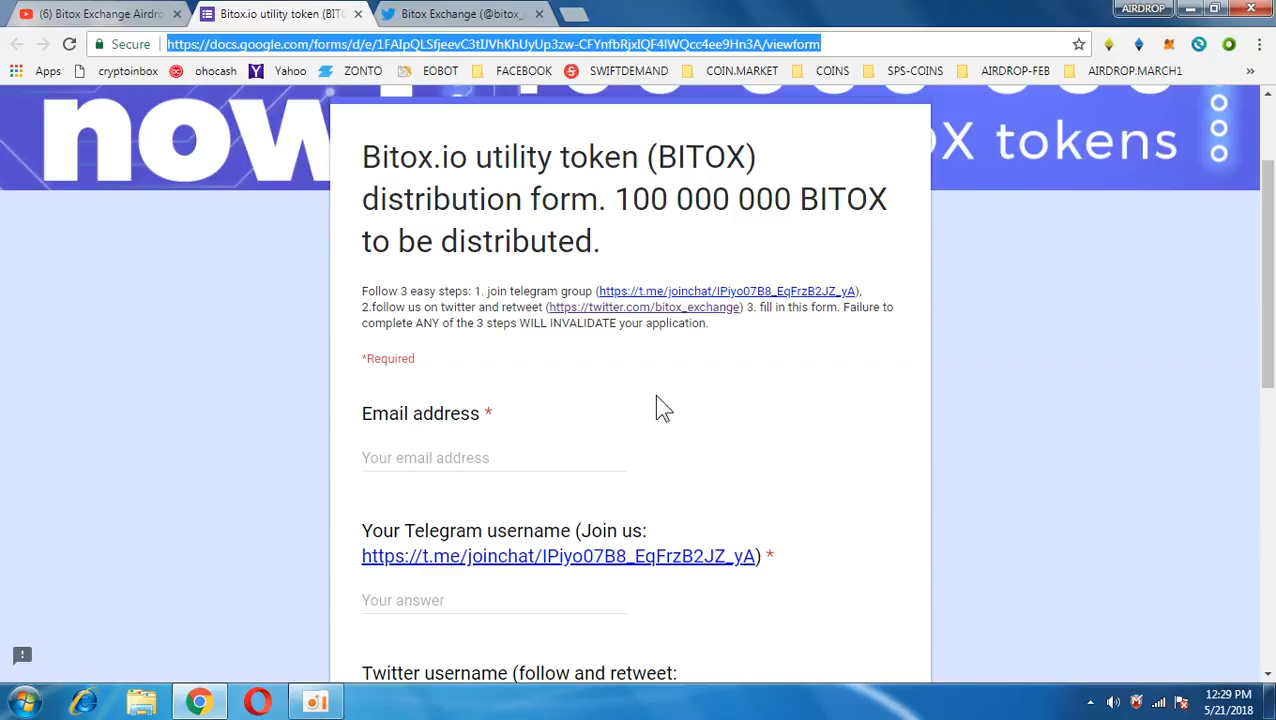 (6) Bitox Exchange Airdro
Bitox.io utility token (BIT
Bitox Exchange (@bitox_
AIRDROP
Secure
https://docs.google.com/forms/d/e/1FAIpQLSfjeevC3tIJVhKhUyUp3zw-CFYnfbRjxIQF4IWQcc4ee9Hn3A/viewform
Apps
cryptoinbox
ohocash
Yahoo
ZONTO
EOBOT
FACEBOOK
SWIFTDEMAND
COIN.MARKET
COINS
SPS-COINS
AIRDROP-FEB
AIRDROP.MARCH1
»
now
X tokens
Bitox.io utility token (BITOX)
distribution form. 100 000 000 BITOX
to be distributed.
Follow 3 easy steps: 1. join telegram group (https://t.me/joinchat/IPiyo07B8_EqFrzB2JZ_yA),
2.follow us on twitter and retweet (https://twitter.com/bitox_exchange) 3. fill in this form. Failure to
complete ANY of the 3 steps WILL INVALIDATE your application.
*Required
Email address *
Your email address
Your Telegram username (Join us:
https://t.me/joinchat/IPiyo07B8_EqFrzB2JZ_yA) *
Your answer
Twitter username (follow and retweet:
12:29 PM
5/21/2018